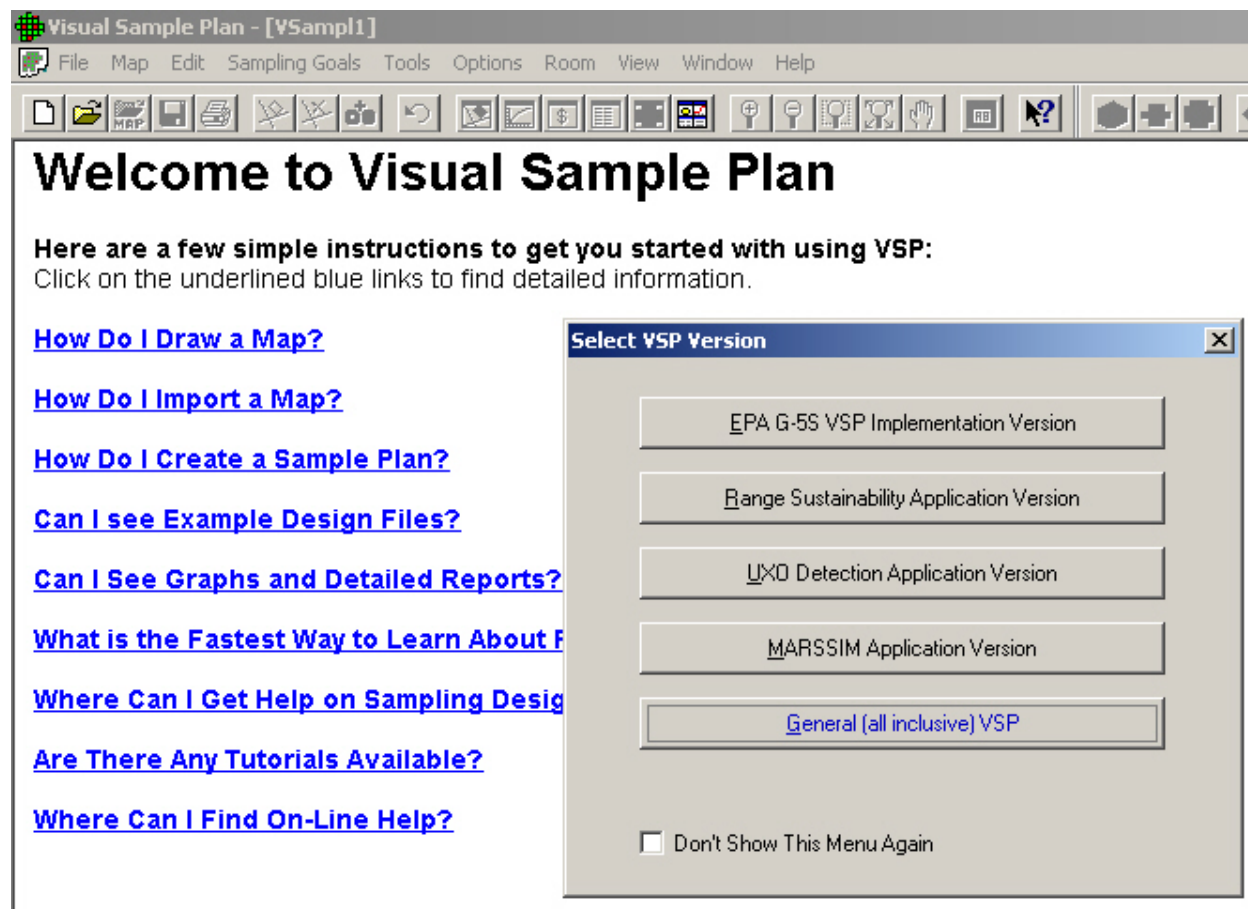 Visual Sample Plan - [VSampl1]
File Map Edit Sampling Goals Tools Options Room View Window Help
MAP $ RB ?
Welcome to Visual Sample Plan
Here are a few simple instructions to get you started with using VSP:
Click on the underlined blue links to find detailed information.
How Do I Draw a Map?
How Do I Import a Map?
How Do I Create a Sample Plan?
Can I see Example Design Files?
Can I See Graphs and Detailed Reports?
What is the Fastest Way to Learn About
Where Can I Get Help on Sampling Desig
Are There Any Tutorials Available?
Where Can I Find On-Line Help?
Select VSP Version
EPA G-5S VSP Implementation Version
Range Sustainability Application Version
UXO Detection Application Version
MARSSIM Application Version
General (all inclusive) VSP
Don't Show This Menu Again